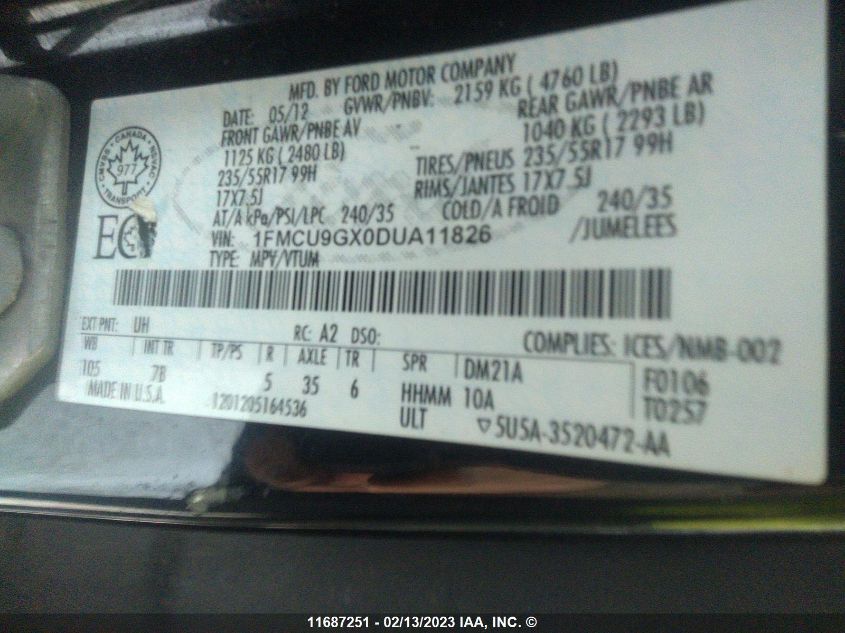 MFD. BY FORD MOTOR COMPANY
DATE: 05/12 GVWR/PNBV: 2159 KG ( 4760 LB)
FRONT GAWR/PNBE AV REAR GAWR/PNBE AR
1125 KG ( 2480 LB) 1040 KG ( 2293 LB)
235/55R17 99H TIRES/PNEUS 235/55R17 99H
17X7.5J RIMS/JANTES 17X7.5J
AT/A kPa/PSI/LPC 240/35 COLD/A FROID 240/35
VIN: 1FMCU9GX0DUA11826 /JUMELEES
TYPE: MPV/VTUM
CMVSS • CANADA • NSVAC • TRANSPORT •
977
EXT PNT: UH RC: A2 DSO: COMPLIES: ICES/NMB-002
WB INT TR TP/PS R AXLE TR SPR DM21A F0106
105 7B 5 35 6 HHMM 10A T0257
MADE IN U.S.A. 1201205164536 ULT ▽5U5A-3520472-AA
11687251 - 02/13/2023 IAA, INC. ©